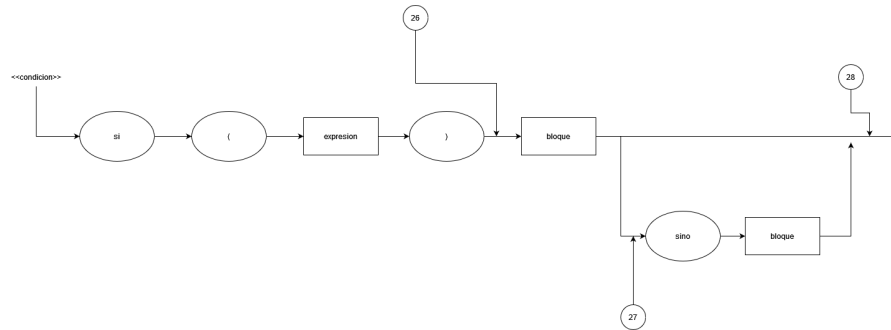 26
<<condicion>>
28
si
(
expresion
)
bloque
sino
bloque
27